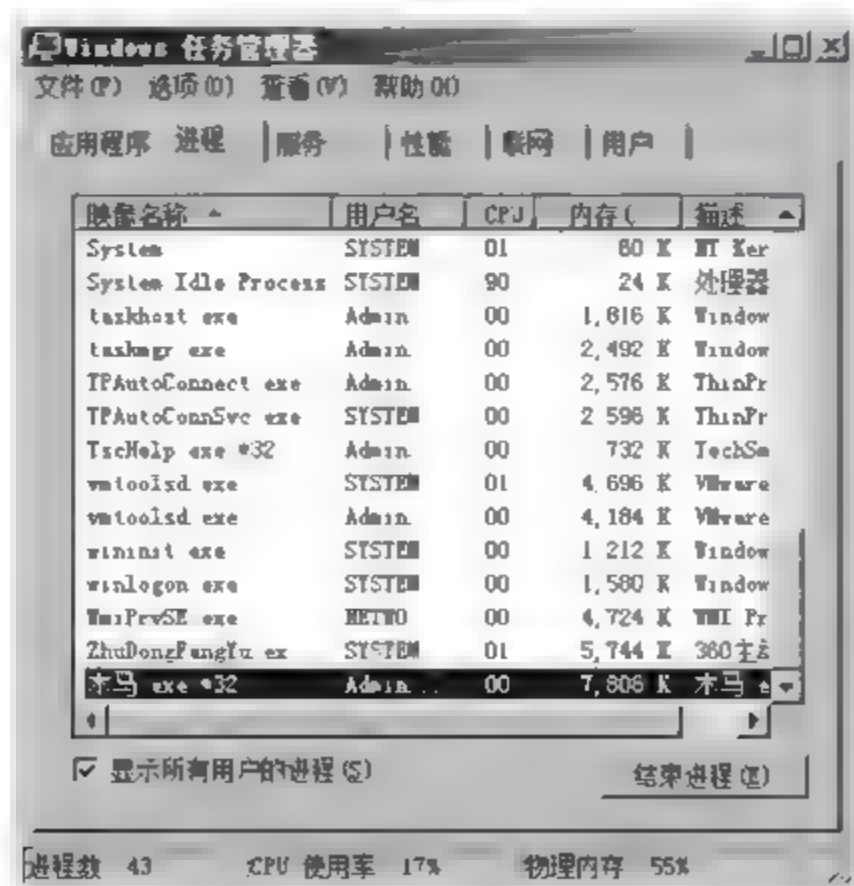 Windows 任务管理器
文件(F) 选项(O) 查看(V) 帮助(H)
应用程序 进程 服务 性能 联网 用户
映像名称 用户名 CPU 内存( 描述
System SYSTEM 01 60 K NT Ker
System Idle Process SYSTEM 90 24 K 处理器
taskhost exe Admin 00 1,816 K Window
taskmgr exe Admin 00 2,492 K Window
TPAutoConnect exe Admin 00 2,576 K ThinPr
TPAutoConnSvc exe SYSTEM 00 2 596 K ThinPr
TscHelp exe *32 Admin 00 732 K TechSm
vmtoolsd exe SYSTEM 01 4,696 K VMware
vmtoolsd exe Admin 00 4,184 K VMware
wininit exe SYSTEM 00 1 212 K Window
winlogon exe SYSTEM 00 1,580 K Window
WmiPrvSE exe NETWO 00 4,724 K WMI Pr
ZhuDongFangYu ex SYSTEM 01 5,744 K 360主动
木马 exe *32 Admin .. 00 7,808 K 木马 e
显示所有用户的进程(S)
结束进程(E)
进程数 43 CPU 使用率 17% 物理内存 55%